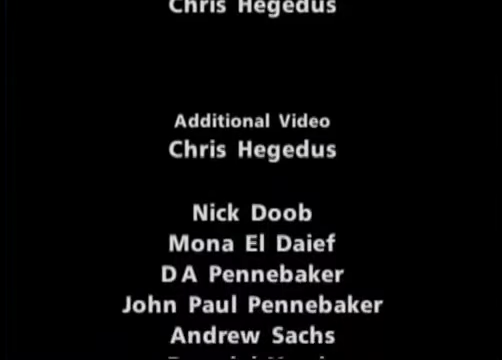 Chris Hegedus
Additional Video
Chris Hegedus
Nick Doob
Mona El Daief
D A Pennebaker
John Paul Pennebaker
Andrew Sachs